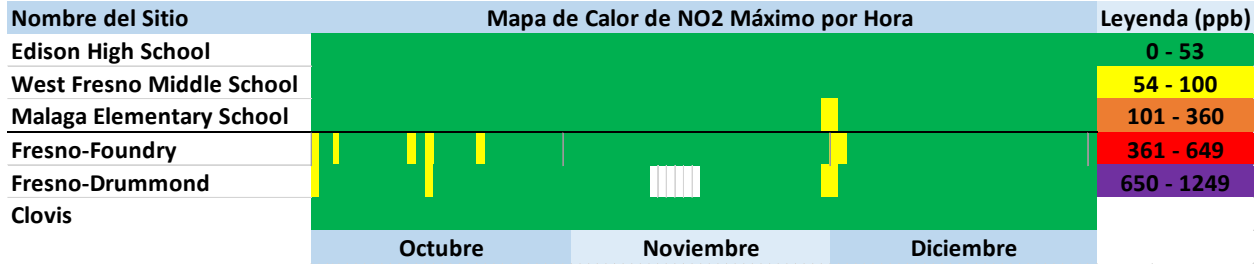 Nombre del Sitio Mapa de Calor de NO2 Máximo por Hora Leyenda (ppb)
Edison High School 0 - 53
West Fresno Middle School 54 - 100
Malaga Elementary School 101 - 360
Fresno-Foundry 361 - 649
Fresno-Drummond 650 - 1249
Clovis
Octubre Noviembre Diciembre